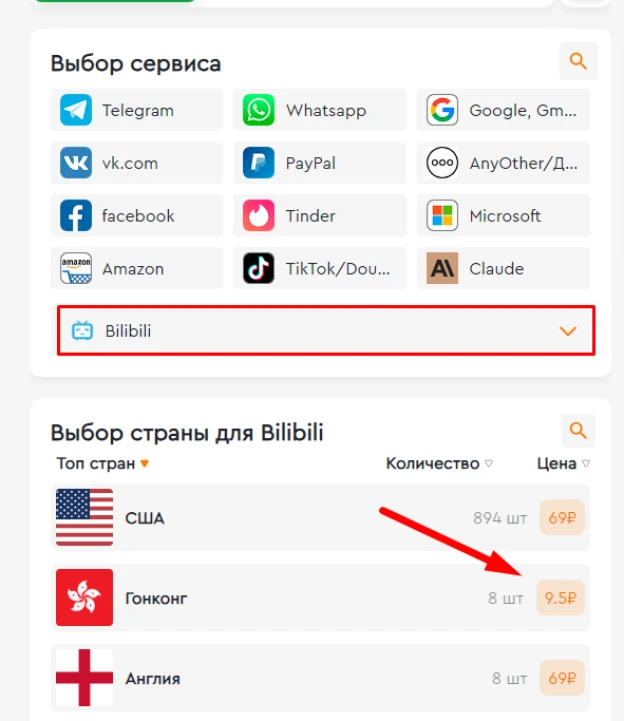 Выбор сервиса
Telegram
Whatsapp
Google, Gm...
vk.com
PayPal
AnyOther/Д...
facebook
Tinder
Microsoft
amazon
Amazon
TikTok/Dou...
Claude
Bilibili
Выбор страны для Bilibili
Топ стран ▼ Количество ▽ Цена ▽
США 894 шт 69₽
Гонконг 8 шт 9.5₽
Англия 8 шт 69₽